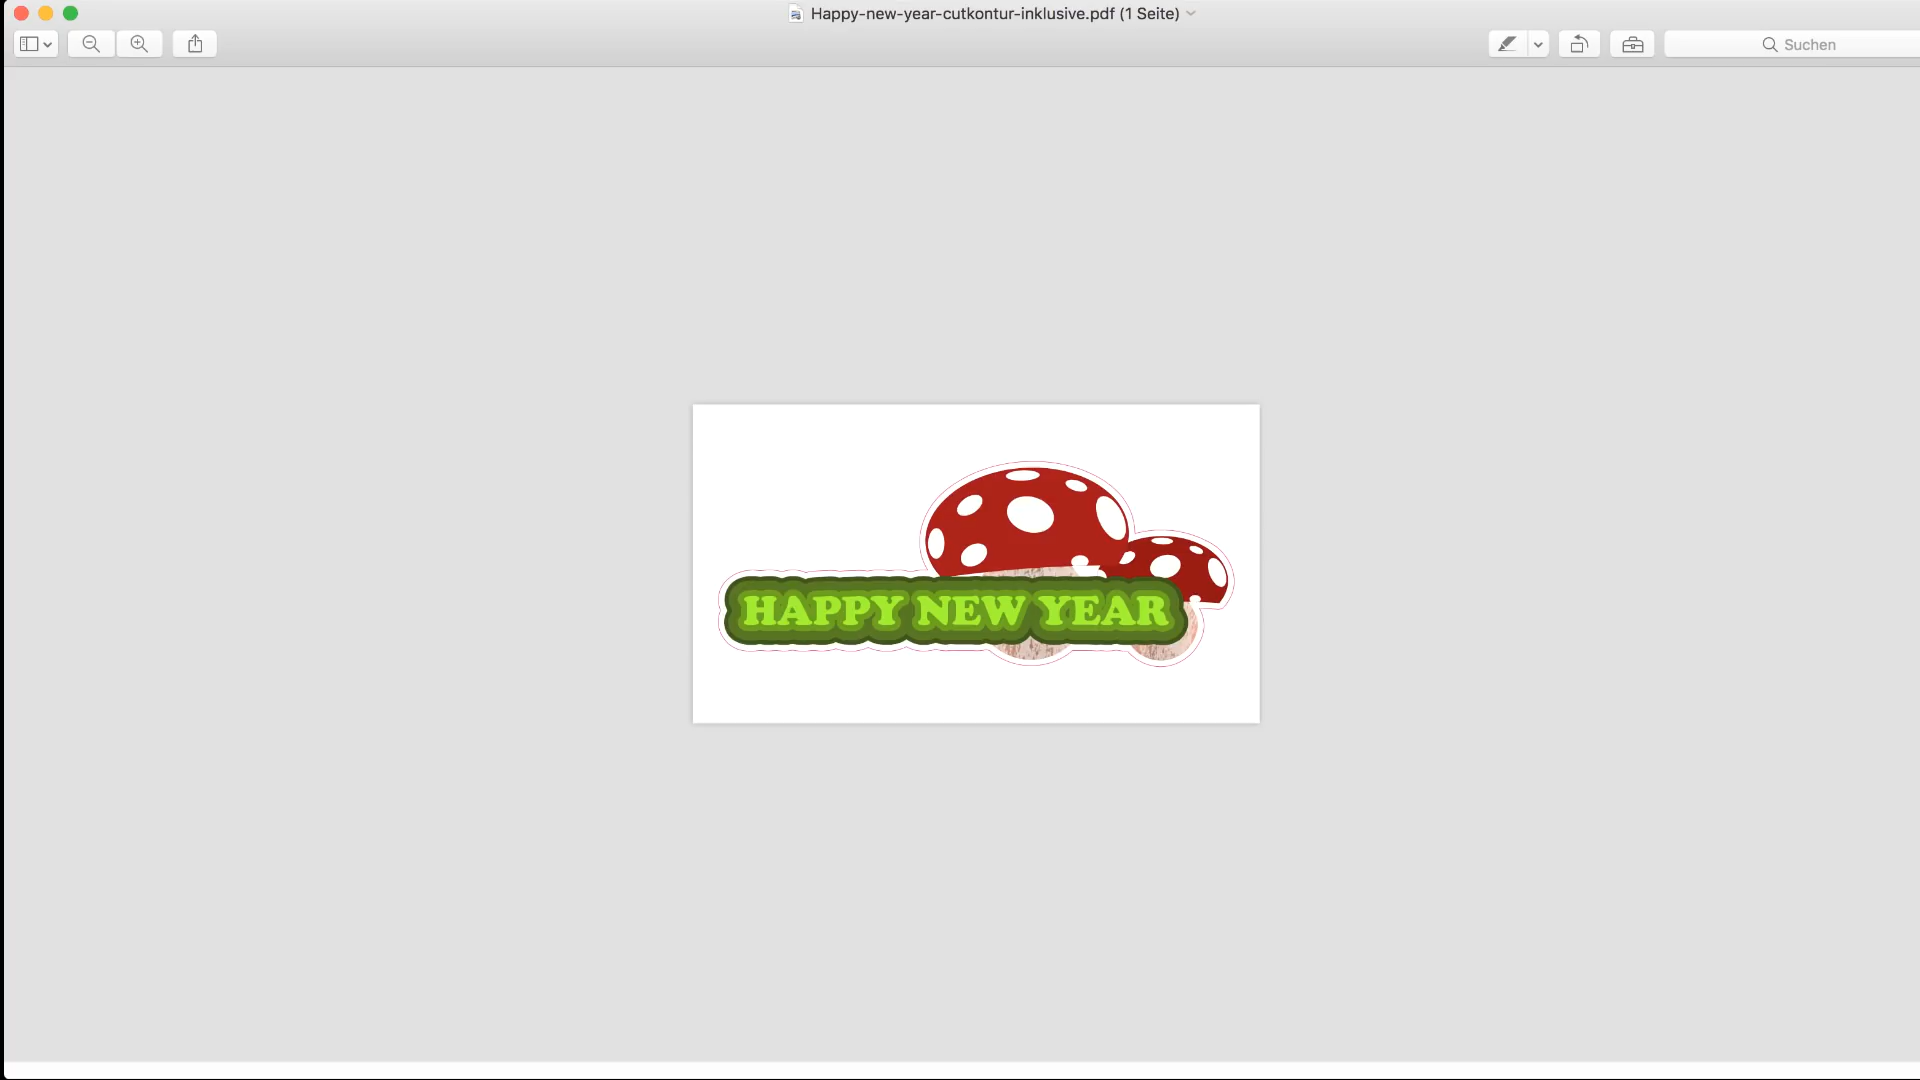 Happy-new-year-cutkontur-inklusive.pdf (1 Seite)
Suchen
HAPPY NEW YEAR